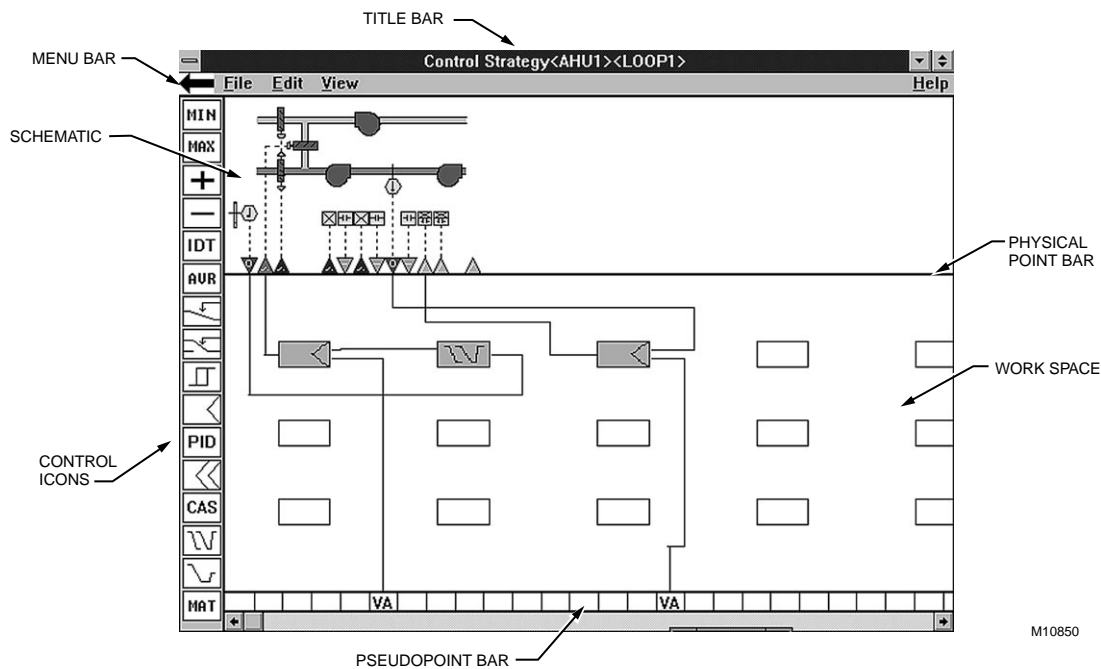 TITLE BAR
MENU BAR
Control Strategy<AHU1><LOOP1>
File Edit View Help
SCHEMATIC
MIN
MAX
IDT
AVR
PID
CAS
MAT
PHYSICAL
POINT BAR
WORK SPACE
CONTROL
ICONS
VA VA
PSEUDOPOINT BAR
M10850